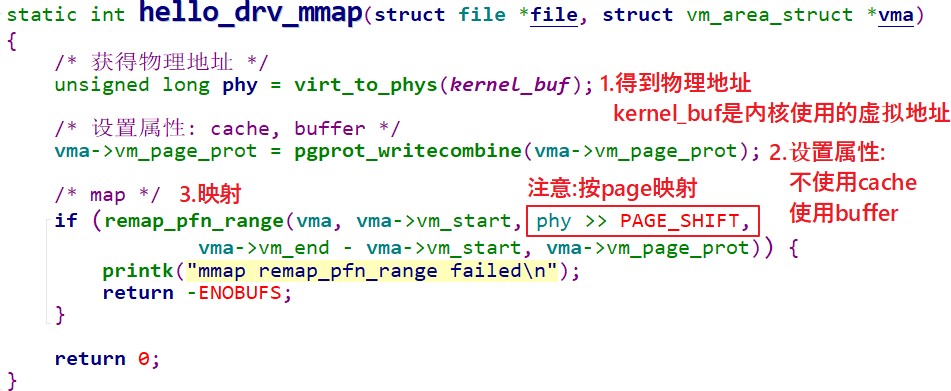 static int hello_drv_mmap(struct file *file, struct vm_area_struct *vma)
{
/* 获得物理地址 */
unsigned long phy = virt_to_phys(kernel_buf); 1.得到物理地址
kernel_buf是内核使用的虚拟地址
/* 设置属性: cache, buffer */
vma->vm_page_prot = pgprot_writecombine(vma->vm_page_prot); 2.设置属性:
不使用cache
使用buffer
/* map */ 3.映射 注意:按page映射
if (remap_pfn_range(vma, vma->vm_start, phy >> PAGE_SHIFT,
vma->vm_end - vma->vm_start, vma->vm_page_prot)) {
printk("mmap remap_pfn_range failed\n");
return -ENOBUFS;
}
return 0;
}